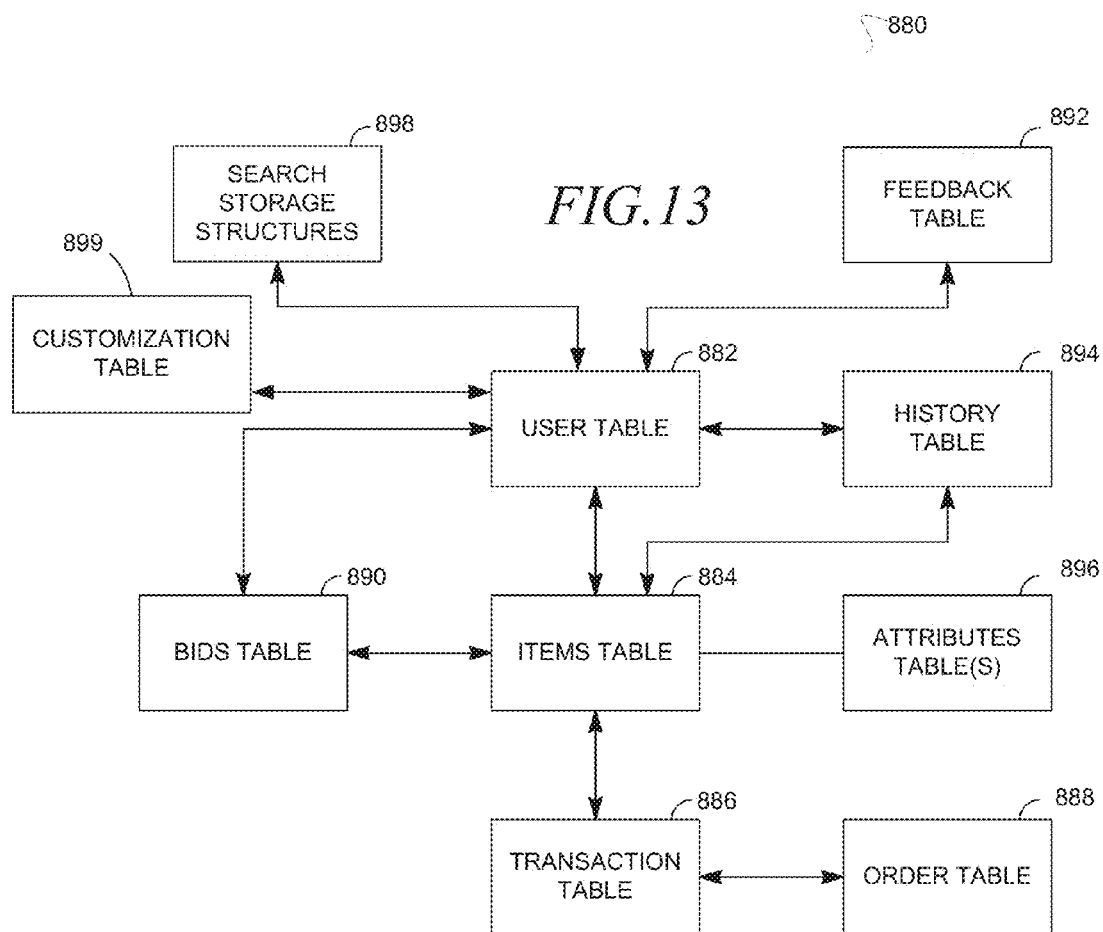 880
898
SEARCH
STORAGE
STRUCTURES
FIG.13
892
FEEDBACK
TABLE
899
CUSTOMIZATION
TABLE
882
USER TABLE
894
HISTORY
TABLE
890
BIDS TABLE
884
ITEMS TABLE
896
ATTRIBUTES
TABLE(S)
886
TRANSACTION
TABLE
888
ORDER TABLE